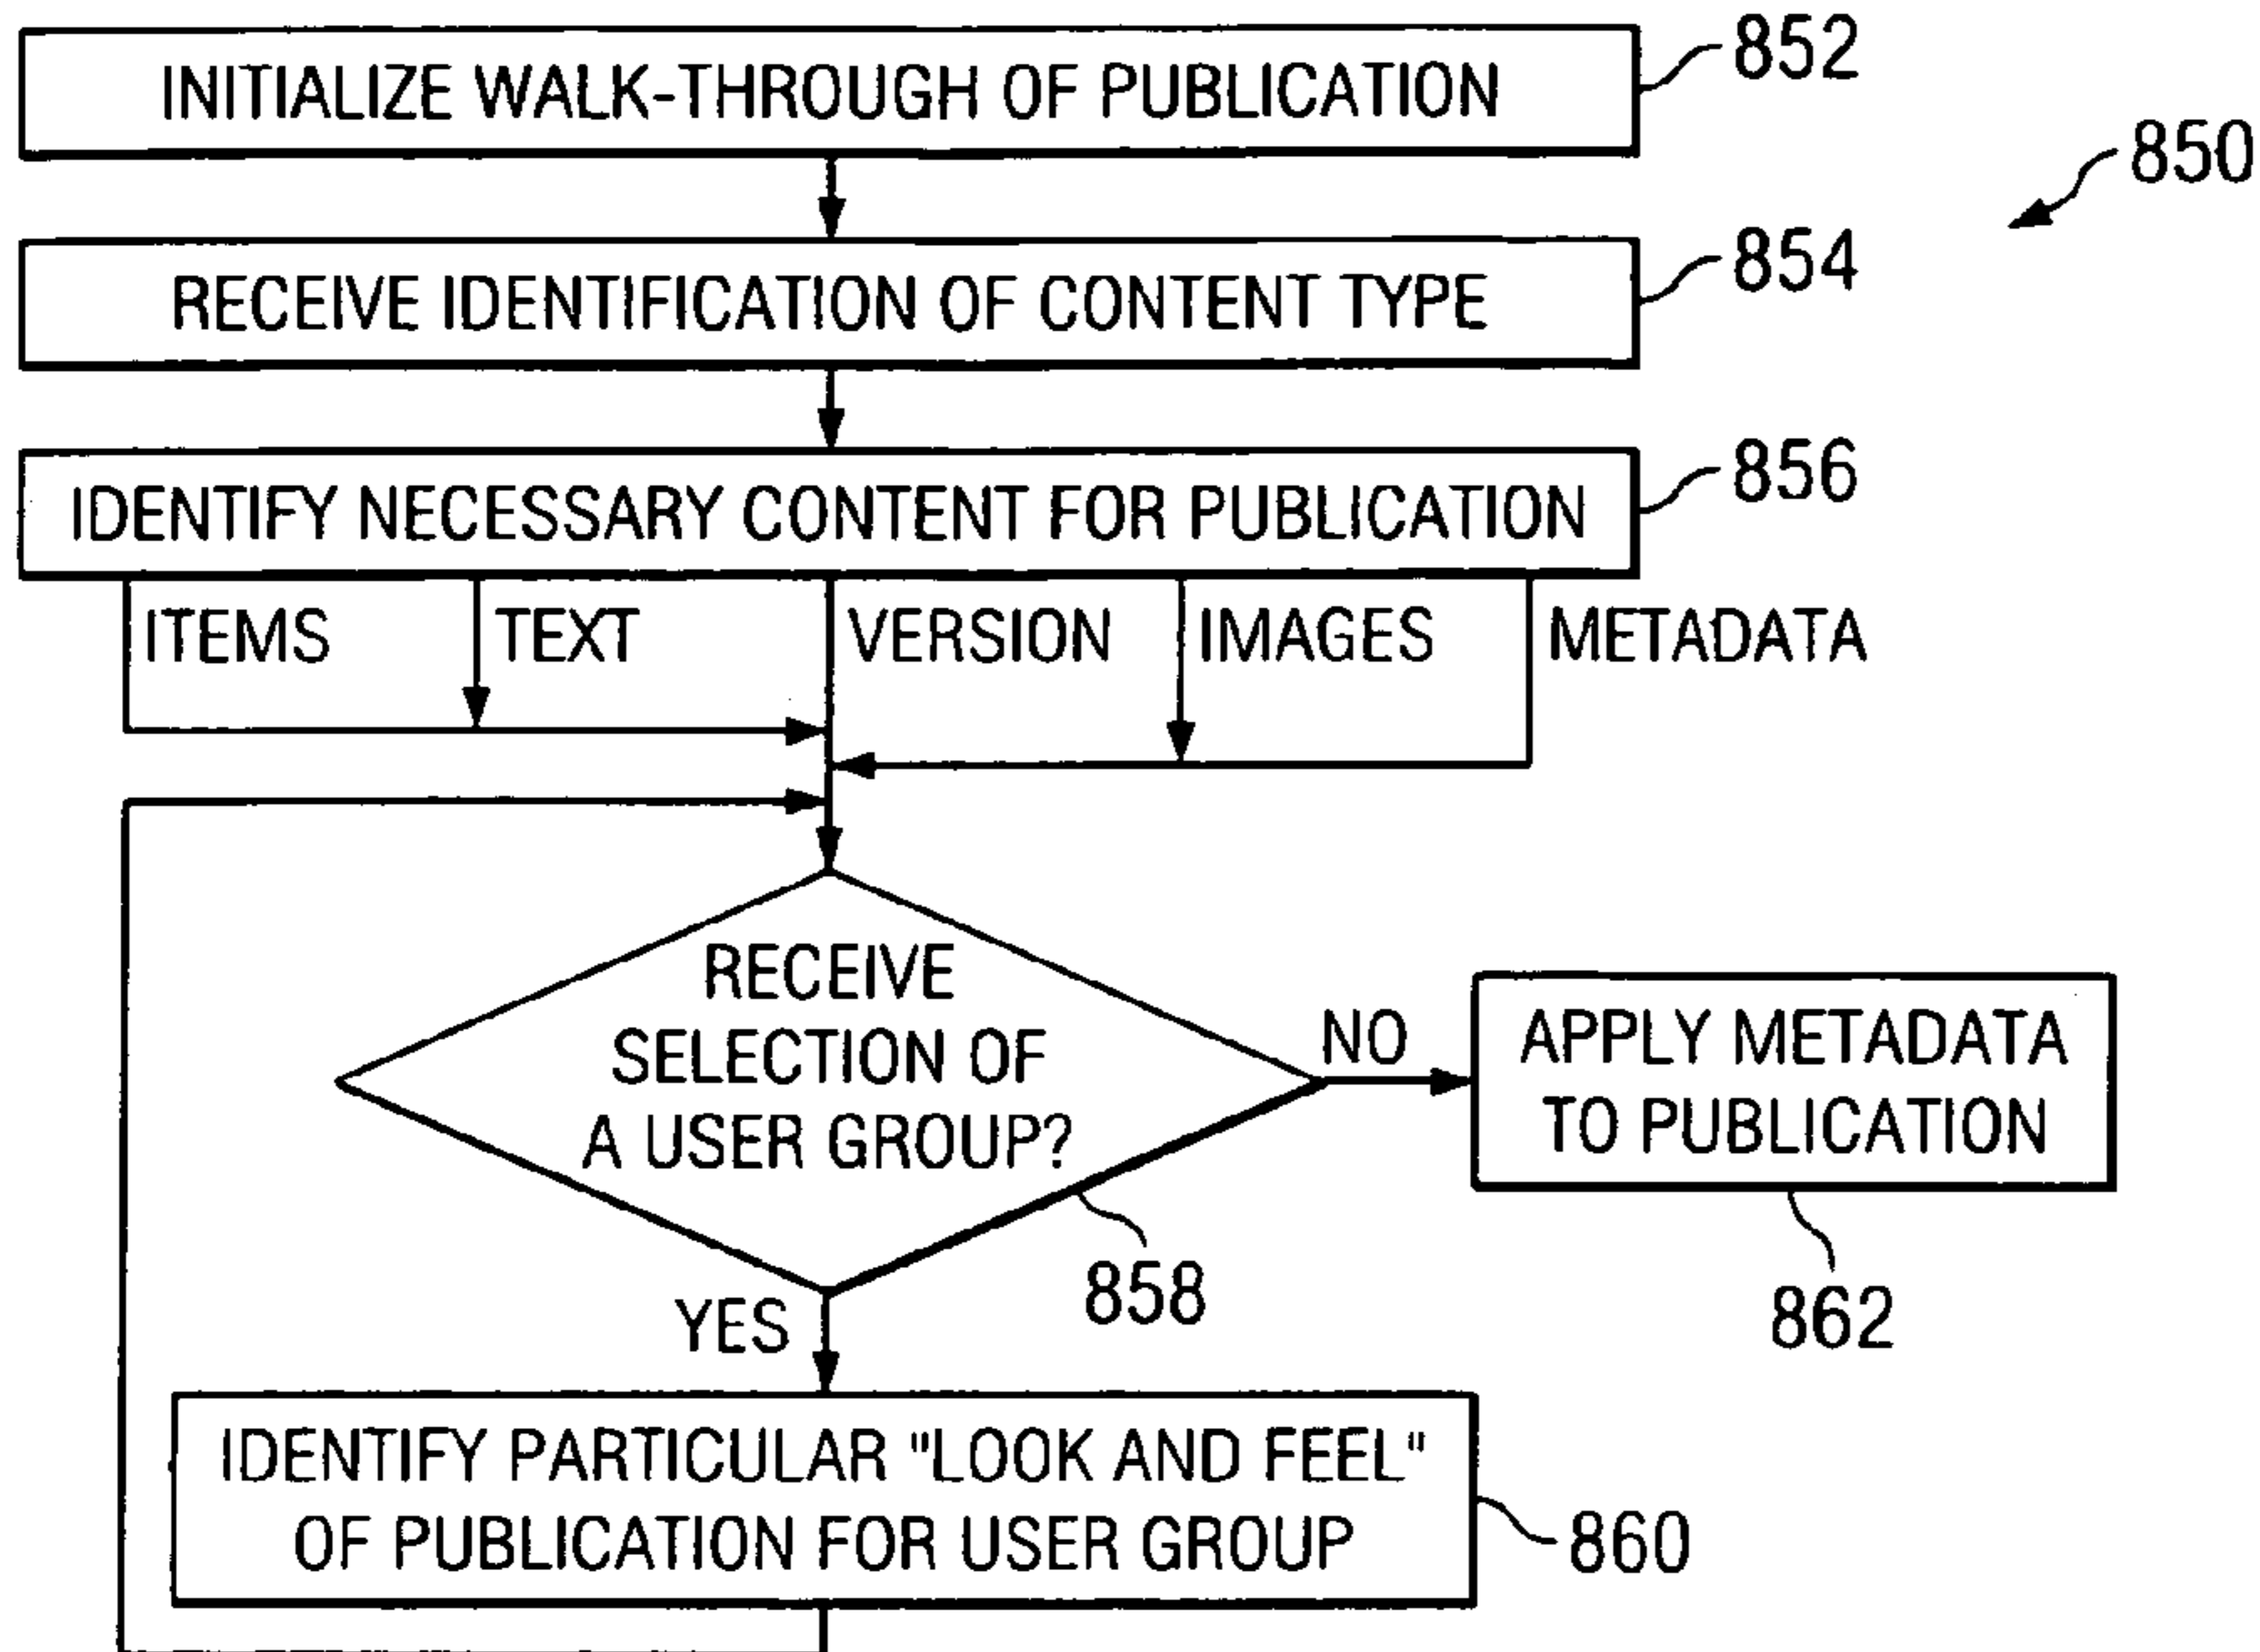 INITIALIZE WALK-THROUGH OF PUBLICATION
852
850
RECEIVE IDENTIFICATION OF CONTENT TYPE
854
IDENTIFY NECESSARY CONTENT FOR PUBLICATION
856
ITEMS
TEXT
VERSION
IMAGES
METADATA
RECEIVE
SELECTION OF
A USER GROUP?
858
NO
APPLY METADATA
TO PUBLICATION
862
YES
IDENTIFY PARTICULAR "LOOK AND FEEL"
OF PUBLICATION FOR USER GROUP
860